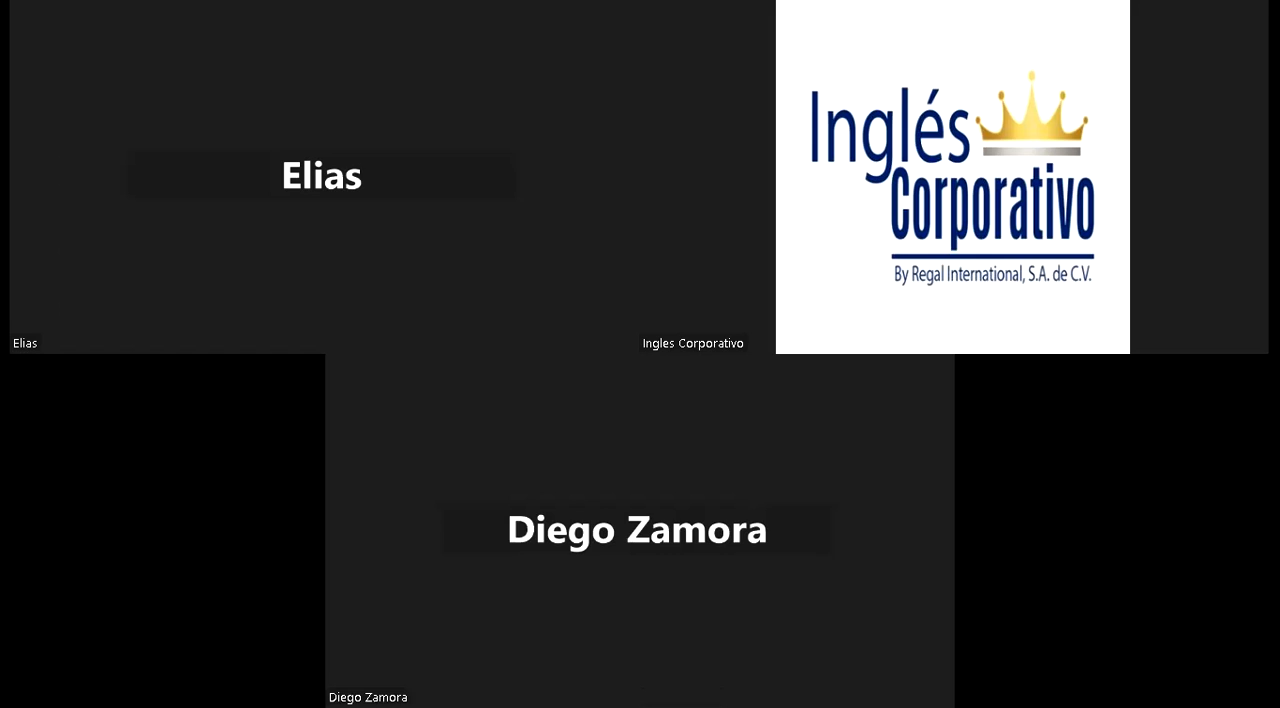 Elias
Elias
Inglés
Corporativo
By Regal International, S.A. de C.V.
Ingles Corporativo
Diego Zamora
Diego Zamora